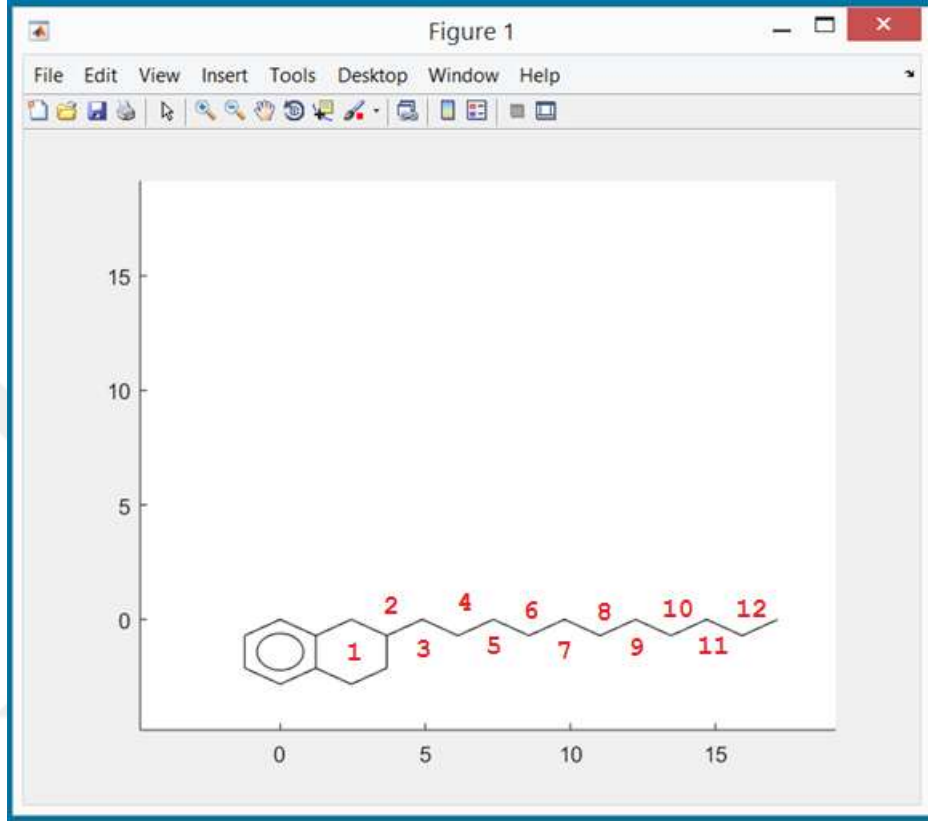 Figure 1
File Edit View Insert Tools Desktop Window Help
15
10
5
0
2 4 6 8 10 12
1 3 5 7 9 11
0 5 10 15